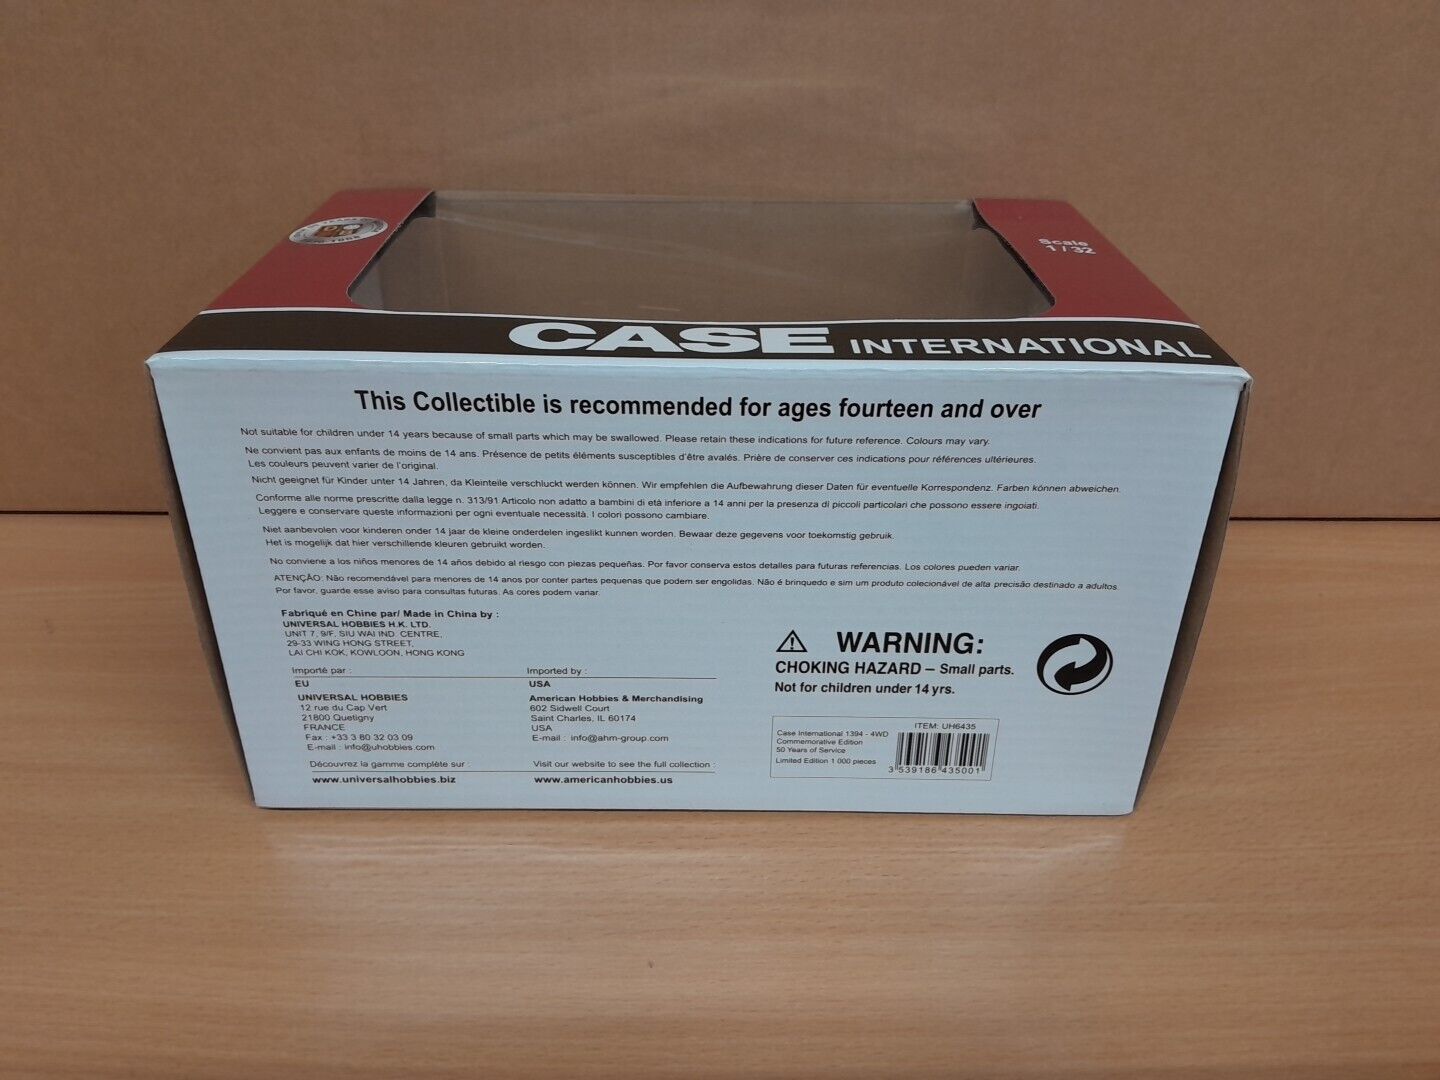 Scale
1/32
CASE INTERNATIONAL
This Collectible is recommended for ages fourteen and over
Not suitable for children under 14 years because of small parts which may be swallowed. Please retain these indications for future reference. Colours may vary.
Ne convient pas aux enfants de moins de 14 ans. Présence de petits éléments susceptibles d'être avalés. Prière de conserver ces indications pour références ultérieures.
Les couleurs peuvent varier de l'original.
Nicht geeignet für Kinder unter 14 Jahren, da Kleinteile verschluckt werden können. Wir empfehlen die Aufbewahrung dieser Daten für eventuelle Korrespondenz. Farben können abweichen.
Conforme alle norme prescritte dalla legge n. 313/91 Articolo non adatto a bambini di età inferiore a 14 anni per la presenza di piccoli particolari che possono essere ingoiati.
Leggere e conservare queste informazioni per ogni eventuale necessità. I colori possono cambiare.
Niet aanbevolen voor kinderen onder 14 jaar de kleine onderdelen ingeslikt kunnen worden. Bewaar deze gegevens voor toekomstig gebruik.
Het is mogelijk dat hier verschillende kleuren gebruikt worden.
No conviene a los niños menores de 14 años debido al riesgo con piezas pequeñas. Por favor conserva estos detalles para futuras referencias. Los colores pueden variar.
ATENÇÃO: Não recomendável para menores de 14 anos por conter partes pequenas que podem ser engolidas. Não é brinquedo e sim um produto colecionável de alta precisão destinado a adultos.
Por favor, guarde esse aviso para consultas futuras. As cores podem variar.
Fabriqué en Chine par/ Made in China by :
UNIVERSAL HOBBIES H.K. LTD.
UNIT 7, 9/F, SIU WAI IND. CENTRE,
29-33 WING HONG STREET,
LAI CHI KOK, KOWLOON, HONG KONG
Importé par :
EU
UNIVERSAL HOBBIES
12 rue du Cap Vert
21800 Quetigny
FRANCE
Fax : +33 3 80 32 03 09
E-mail : info@uhobbies.com
Découvrez la gamme complète sur :
www.universalhobbies.biz
Imported by :
USA
American Hobbies & Merchandising
602 Sidwell Court
Saint Charles, IL 60174
USA
E-mail : info@ahm-group.com
Visit our website to see the full collection :
www.americanhobbies.us
WARNING:
CHOKING HAZARD – Small parts.
Not for children under 14 yrs.
ITEM: UH6435
Case International 1394 - 4WD
Commemorative Edition
50 Years of Service
Limited Edition 1 000 pieces
3 539186 435001